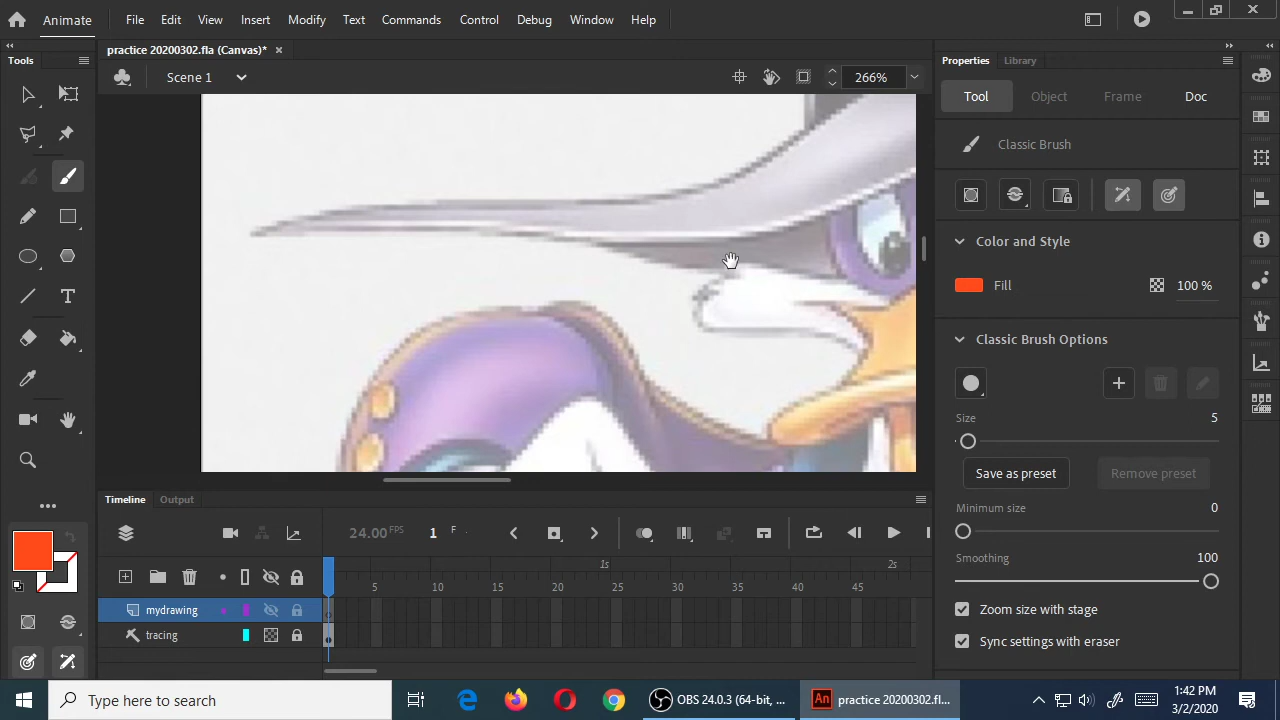 Animate File Edit View Insert Modify Text Commands Control Debug Window Help
Tools
practice 20200302.fla (Canvas)*
Properties Library
Scene 1
266%
Tool Object Frame Doc
Classic Brush
Color and Style
Fill
100 %
Classic Brush Options
Size
5
Save as preset Remove preset
Minimum size
0
Smoothing
100
Zoom size with stage
Sync settings with eraser
Timeline Output
24.00 FPS 1 F
1s 2s
5 10 15 20 25 30 35 40 45
mydrawing
tracing
Type here to search
OBS 24.0.3 (64-bit, ...
An practice 20200302.fl...
1:42 PM
3/2/2020